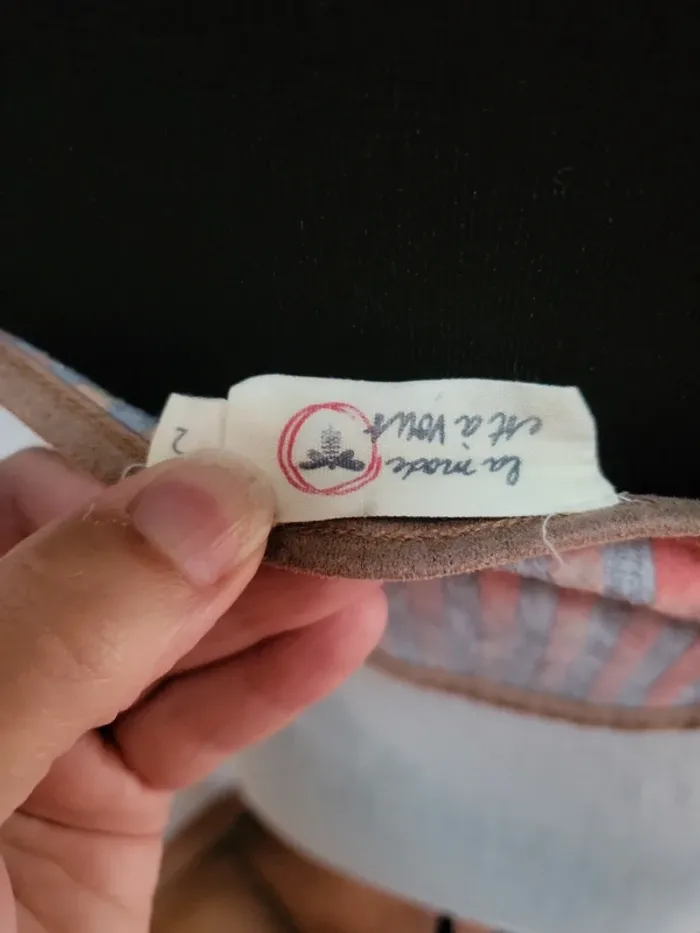 la mode
est à vous
2